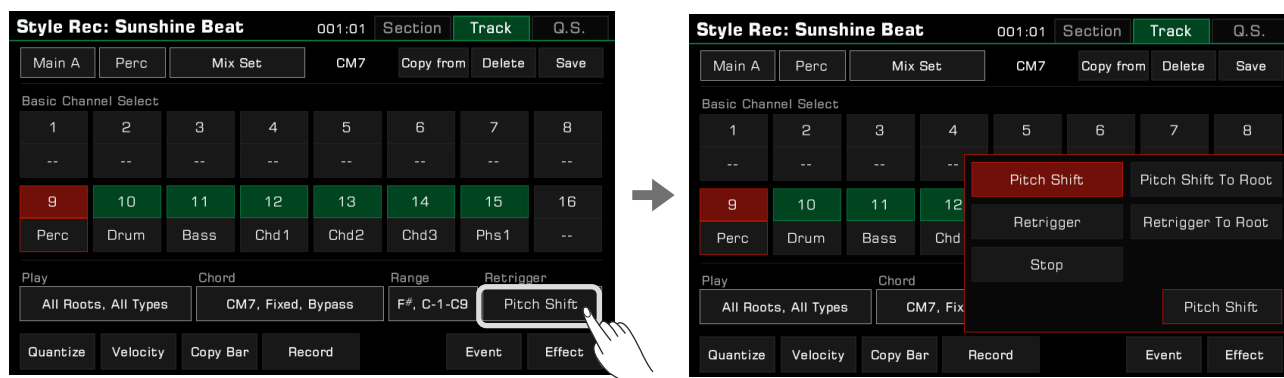 Style Rec: Sunshine Beat 001:01 Section Track Q.S.
Main A Perc Mix Set CM7 Copy from Delete Save
Basic Channel Select
1 2 3 4 5 6 7 8
-- -- -- -- -- -- -- --
9 10 11 12 13 14 15 16
Perc Drum Bass Chd1 Chd2 Chd3 Phs1 --
Play Chord Range Retrigger
All Roots, All Types CM7, Fixed, Bypass F#, C-1-C9 Pitch Shift
Quantize Velocity Copy Bar Record Event Effect
Style Rec: Sunshine Beat 001:01 Section Track Q.S.
Main A Perc Mix Set CM7 Copy from Delete Save
Basic Channel Select
1 2 3 4 5 6 7 8
-- -- -- --
Pitch Shift Pitch Shift To Root
9 10 11 12
Retrigger Retrigger To Root
Perc Drum Bass Chd
Stop
Play Chord
All Roots, All Types CM7, Fix Pitch Shift
Quantize Velocity Copy Bar Record Event Effect